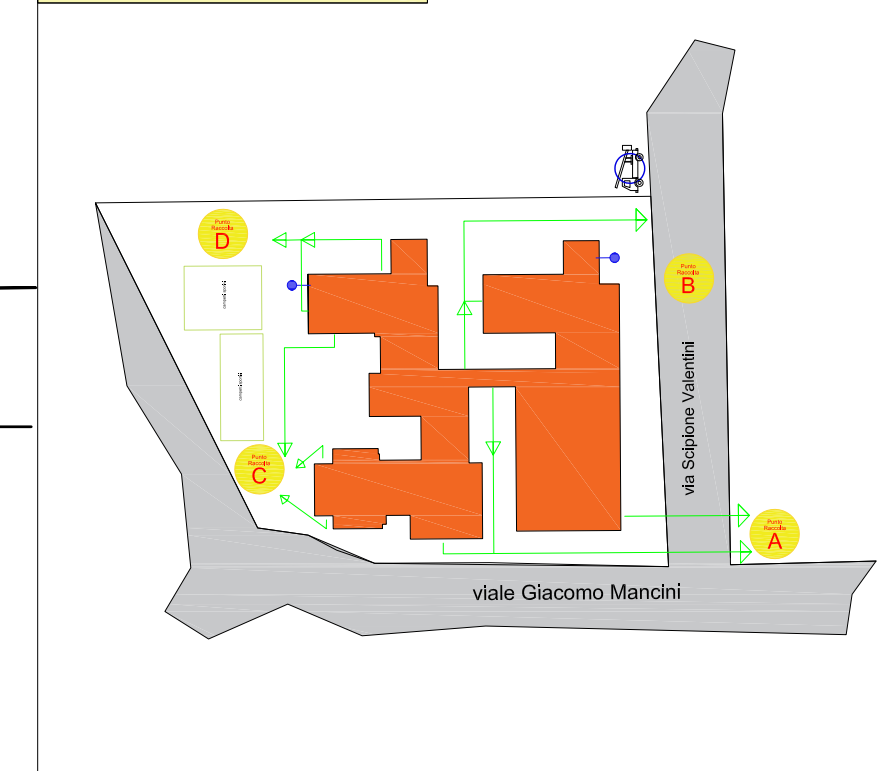 Punto
Raccolta
D
Punto
Raccolta
B
via Scipione Valentini
Punto
Raccolta
C
Punto
Raccolta
A
viale Giacomo Mancini